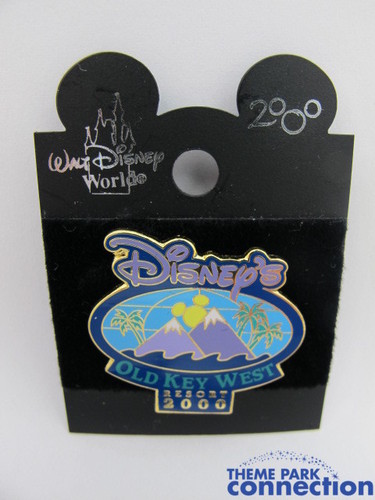 Walt Disney
World®
2000
Disney's
OLD KEY WEST
RESORT
2000
THEME PARK
connection